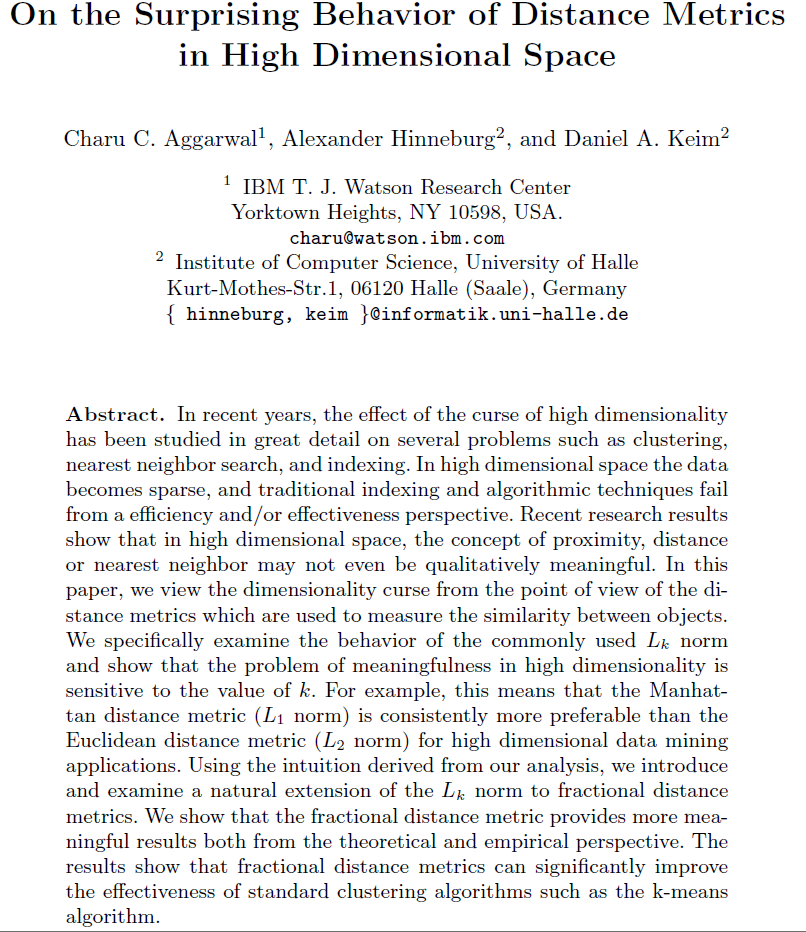 On the Surprising Behavior of Distance Metrics
in High Dimensional Space
Charu C. Aggarwal¹, Alexander Hinneburg², and Daniel A. Keim²
¹ IBM T. J. Watson Research Center
Yorktown Heights, NY 10598, USA.
charu@watson.ibm.com
² Institute of Computer Science, University of Halle
Kurt-Mothes-Str.1, 06120 Halle (Saale), Germany
{ hinneburg, keim }@informatik.uni-halle.de
Abstract. In recent years, the effect of the curse of high dimensionality
has been studied in great detail on several problems such as clustering,
nearest neighbor search, and indexing. In high dimensional space the data
becomes sparse, and traditional indexing and algorithmic techniques fail
from a efficiency and/or effectiveness perspective. Recent research results
show that in high dimensional space, the concept of proximity, distance
or nearest neighbor may not even be qualitatively meaningful. In this
paper, we view the dimensionality curse from the point of view of the di-
stance metrics which are used to measure the similarity between objects.
We specifically examine the behavior of the commonly used Lₖ norm
and show that the problem of meaningfulness in high dimensionality is
sensitive to the value of k. For example, this means that the Manhat-
tan distance metric (L₁ norm) is consistently more preferable than the
Euclidean distance metric (L₂ norm) for high dimensional data mining
applications. Using the intuition derived from our analysis, we introduce
and examine a natural extension of the Lₖ norm to fractional distance
metrics. We show that the fractional distance metric provides more mea-
ningful results both from the theoretical and empirical perspective. The
results show that fractional distance metrics can significantly improve
the effectiveness of standard clustering algorithms such as the k-means
algorithm.